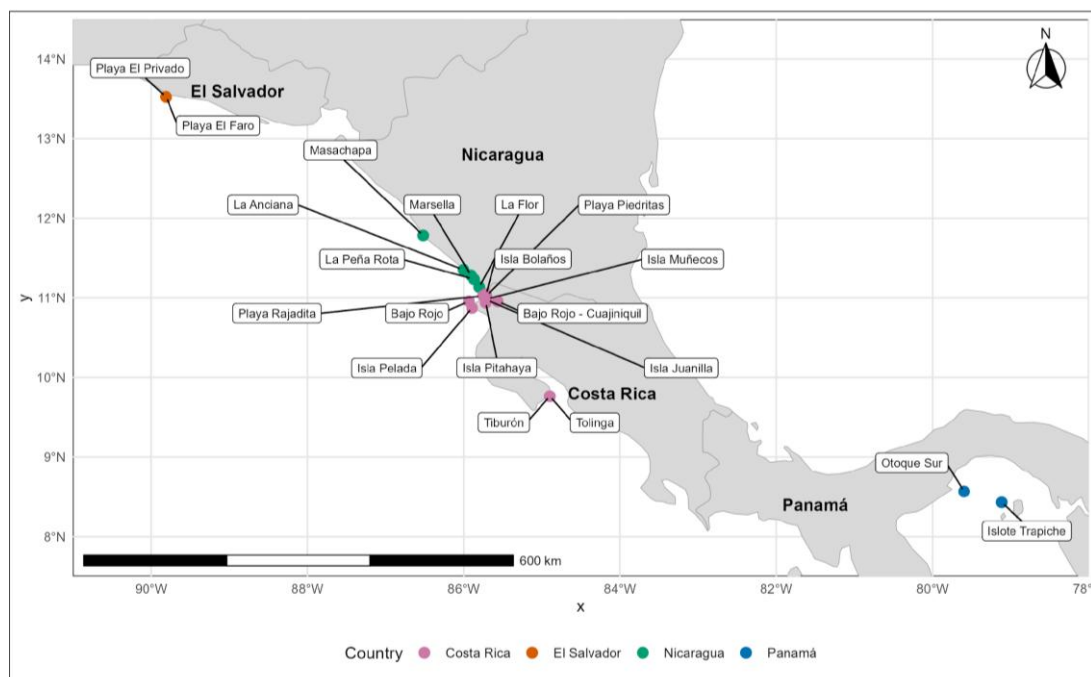 N
14°N
Playa El Privado
El Salvador
Playa El Faro
13°N
Masachapa
Nicaragua
12°N
La Anciana
Marsella
La Flor
Playa Piedritas
La Peña Rota
Isla Bolaños
Isla Muñecos
y
11°N
Playa Rajadita
Bajo Rojo
Bajo Rojo - Cuajiniquil
Isla Pelada
Isla Pitahaya
Isla Juanilla
10°N
Costa Rica
Tiburón
Tolinga
9°N
Otoque Sur
Panamá
Islote Trapiche
8°N
600 km
90°W 88°W 86°W 84°W 82°W 80°W 78°
x
Country Costa Rica El Salvador Nicaragua Panamá